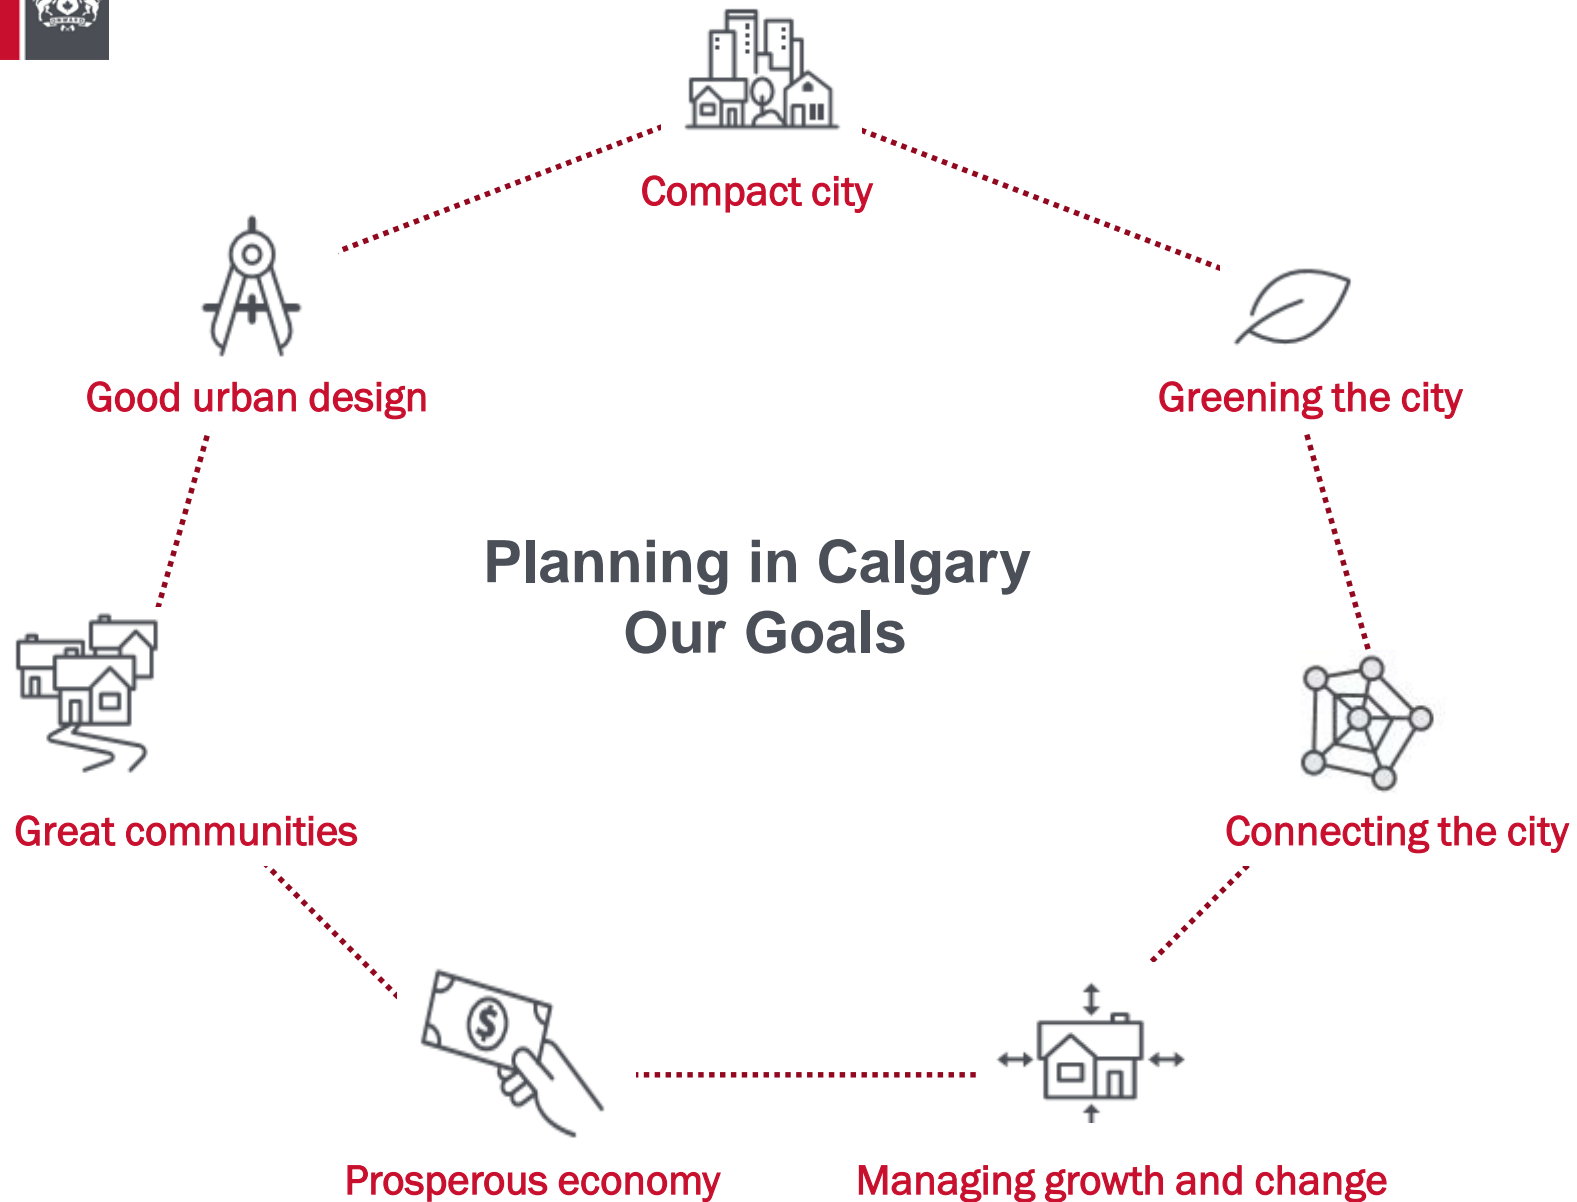 ONWARD
Compact city
Good urban design
Greening the city
Planning in Calgary
Our Goals
$
Great communities
Connecting the city
Prosperous economy
Managing growth and change